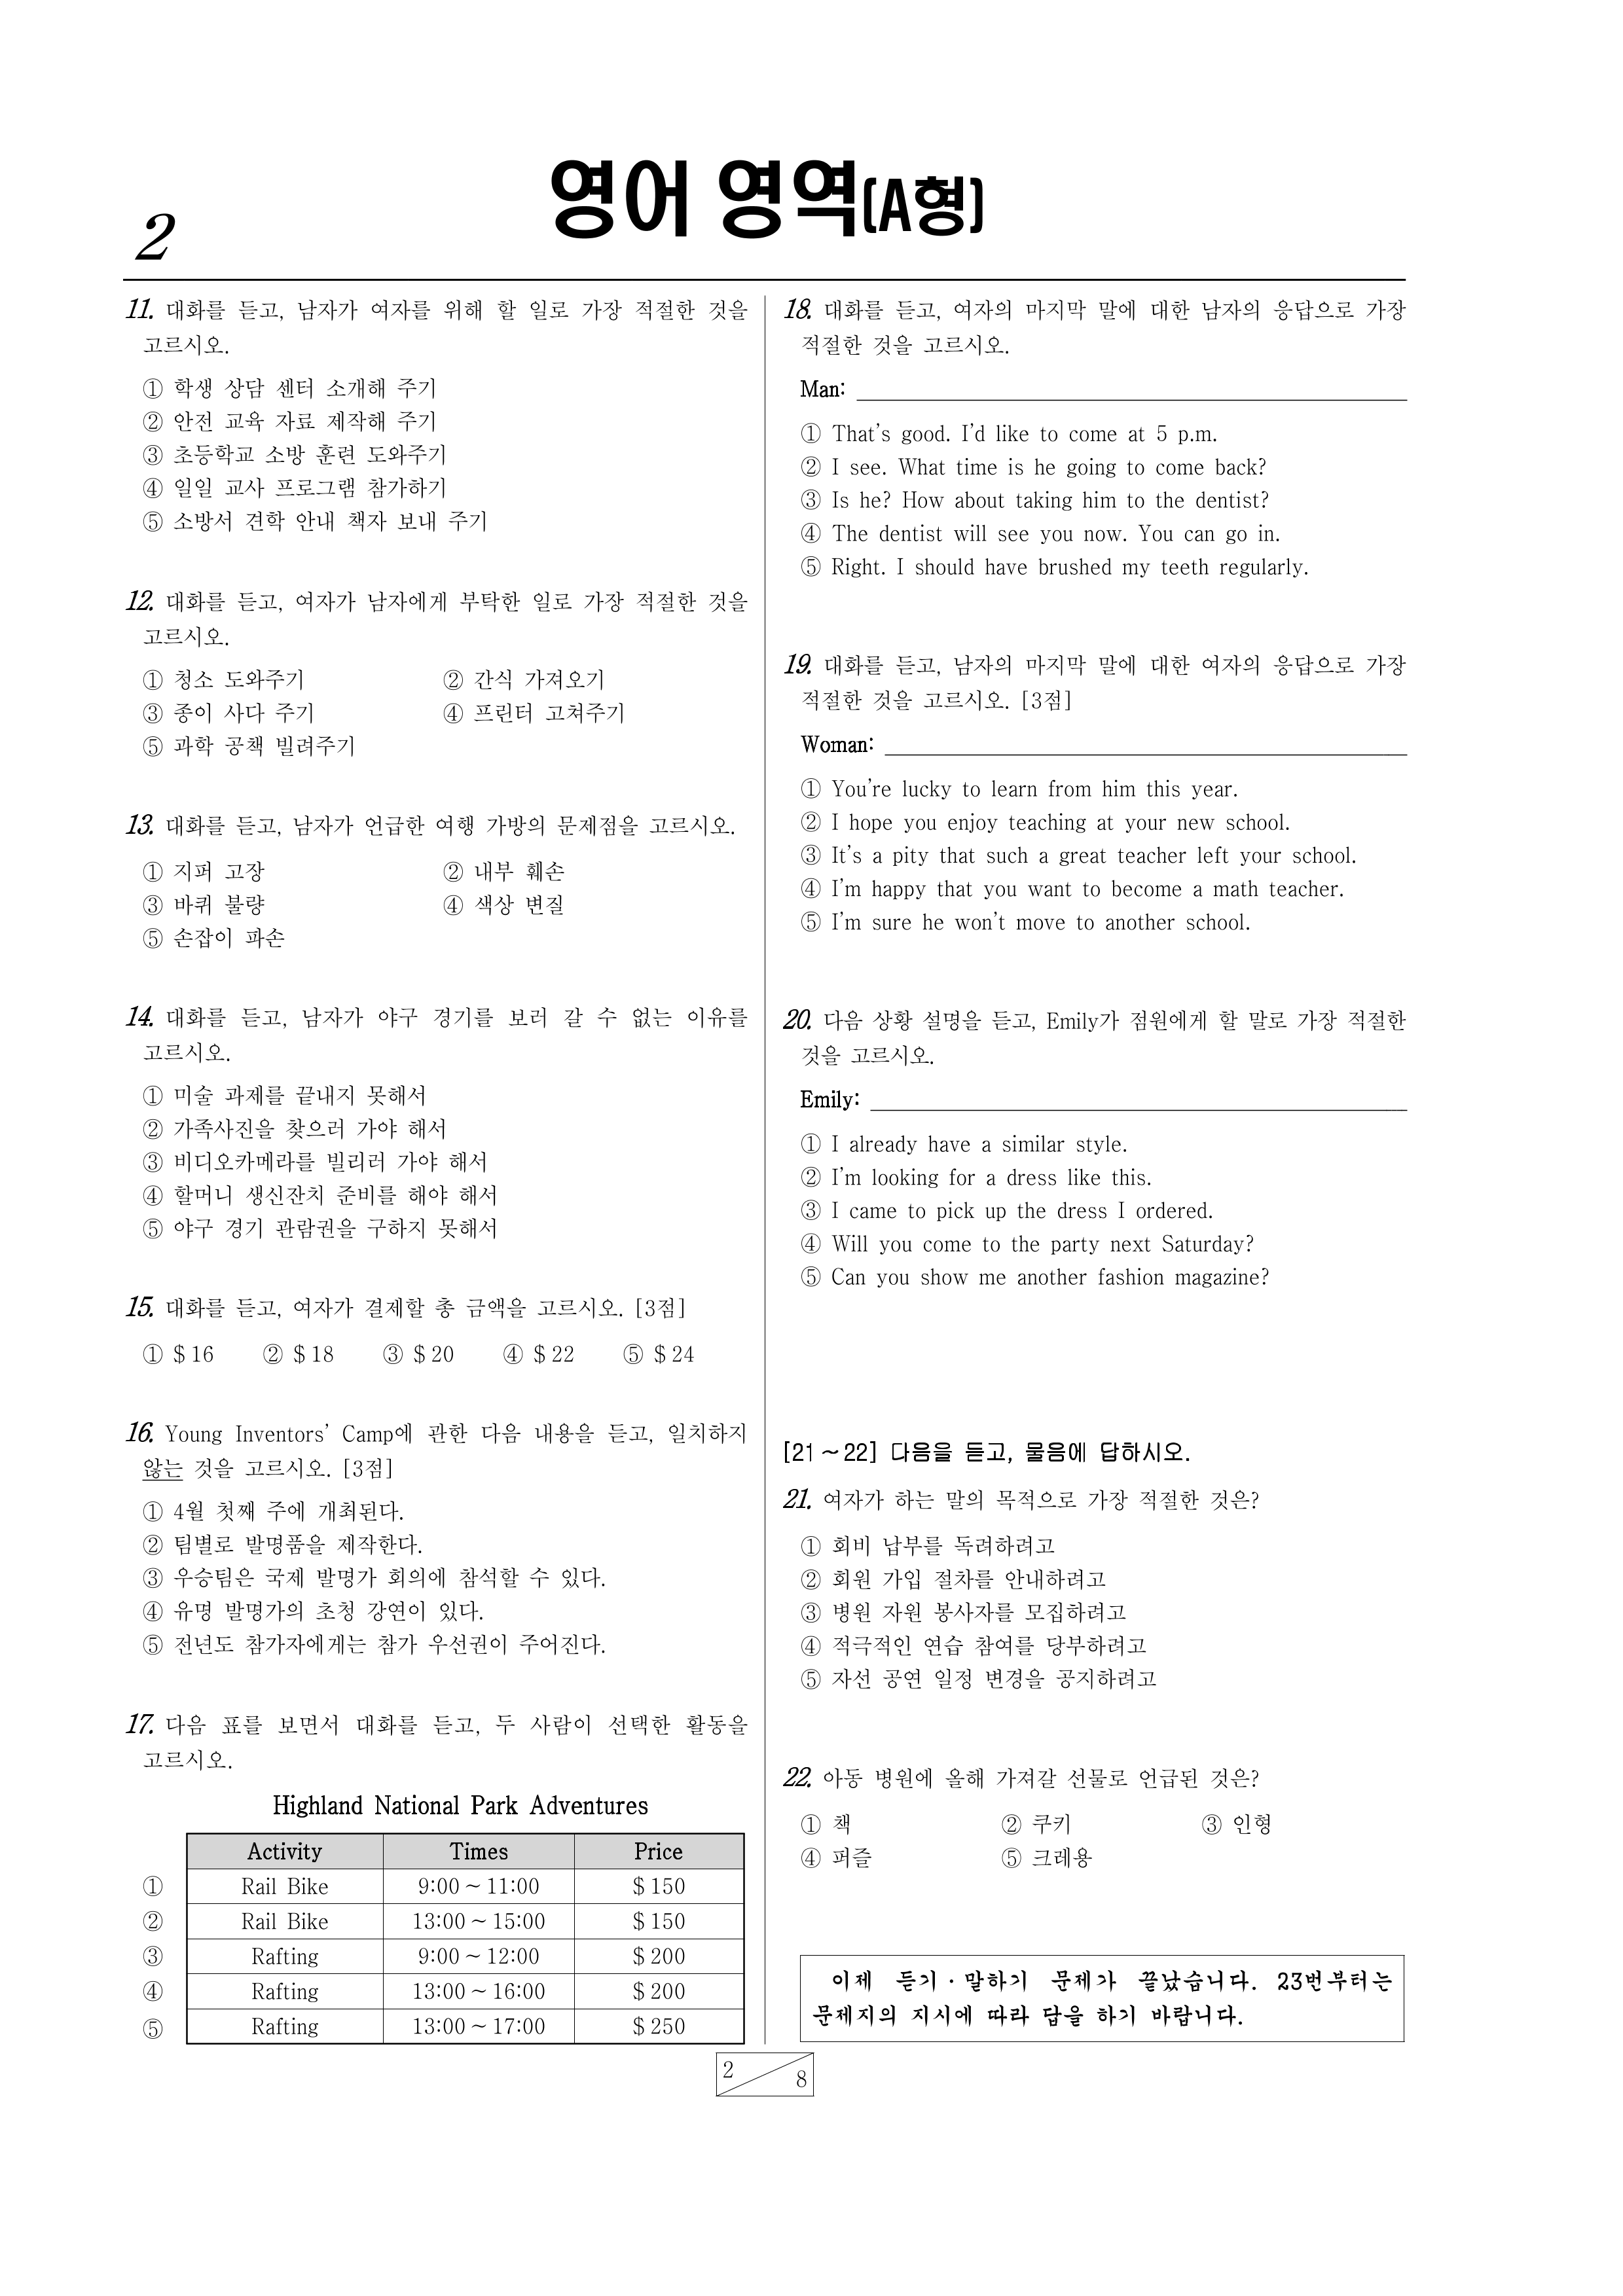 2
영어 영역(A형)
11. 대화를 듣고, 남자가 여자를 위해 할 일로 가장 적절한 것을
고르시오.
① 학생 상담 센터 소개해 주기
② 안전 교육 자료 제작해 주기
③ 초등학교 소방 훈련 도와주기
④ 일일 교사 프로그램 참가하기
⑤ 소방서 견학 안내 책자 보내 주기
12. 대화를 듣고, 여자가 남자에게 부탁한 일로 가장 적절한 것을
고르시오.
① 청소 도와주기 ② 간식 가져오기
③ 종이 사다 주기 ④ 프린터 고쳐주기
⑤ 과학 공책 빌려주기
13. 대화를 듣고, 남자가 언급한 여행 가방의 문제점을 고르시오.
① 지퍼 고장 ② 내부 훼손
③ 바퀴 불량 ④ 색상 변질
⑤ 손잡이 파손
14. 대화를 듣고, 남자가 야구 경기를 보러 갈 수 없는 이유를
고르시오.
① 미술 과제를 끝내지 못해서
② 가족사진을 찾으러 가야 해서
③ 비디오카메라를 빌리러 가야 해서
④ 할머니 생신잔치 준비를 해야 해서
⑤ 야구 경기 관람권을 구하지 못해서
15. 대화를 듣고, 여자가 결제할 총 금액을 고르시오. [3점]
① $16 ② $18 ③ $20 ④ $22 ⑤ $24
16. Young Inventors' Camp에 관한 다음 내용을 듣고, 일치하지
않는 것을 고르시오. [3점]
① 4월 첫째 주에 개최된다.
② 팀별로 발명품을 제작한다.
③ 우승팀은 국제 발명가 회의에 참석할 수 있다.
④ 유명 발명가의 초청 강연이 있다.
⑤ 전년도 참가자에게는 참가 우선권이 주어진다.
17. 다음 표를 보면서 대화를 듣고, 두 사람이 선택한 활동을
고르시오.
Highland National Park Adventures
Activity Times Price
① Rail Bike 9:00～11:00 $150
② Rail Bike 13:00～15:00 $150
③ Rafting 9:00～12:00 $200
④ Rafting 13:00～16:00 $200
⑤ Rafting 13:00～17:00 $250
18. 대화를 듣고, 여자의 마지막 말에 대한 남자의 응답으로 가장
적절한 것을 고르시오.
Man:
① That's good. I'd like to come at 5 p.m.
② I see. What time is he going to come back?
③ Is he? How about taking him to the dentist?
④ The dentist will see you now. You can go in.
⑤ Right. I should have brushed my teeth regularly.
19. 대화를 듣고, 남자의 마지막 말에 대한 여자의 응답으로 가장
적절한 것을 고르시오. [3점]
Woman:
① You're lucky to learn from him this year.
② I hope you enjoy teaching at your new school.
③ It's a pity that such a great teacher left your school.
④ I'm happy that you want to become a math teacher.
⑤ I'm sure he won't move to another school.
20. 다음 상황 설명을 듣고, Emily가 점원에게 할 말로 가장 적절한
것을 고르시오.
Emily:
① I already have a similar style.
② I'm looking for a dress like this.
③ I came to pick up the dress I ordered.
④ Will you come to the party next Saturday?
⑤ Can you show me another fashion magazine?
[21～22] 다음을 듣고, 물음에 답하시오.
21. 여자가 하는 말의 목적으로 가장 적절한 것은?
① 회비 납부를 독려하려고
② 회원 가입 절차를 안내하려고
③ 병원 자원 봉사자를 모집하려고
④ 적극적인 연습 참여를 당부하려고
⑤ 자선 공연 일정 변경을 공지하려고
22. 아동 병원에 올해 가져갈 선물로 언급된 것은?
① 책 ② 쿠키 ③ 인형
④ 퍼즐 ⑤ 크레용
이제 듣기·말하기 문제가 끝났습니다. 23번부터는
문제지의 지시에 따라 답을 하기 바랍니다.
2 8